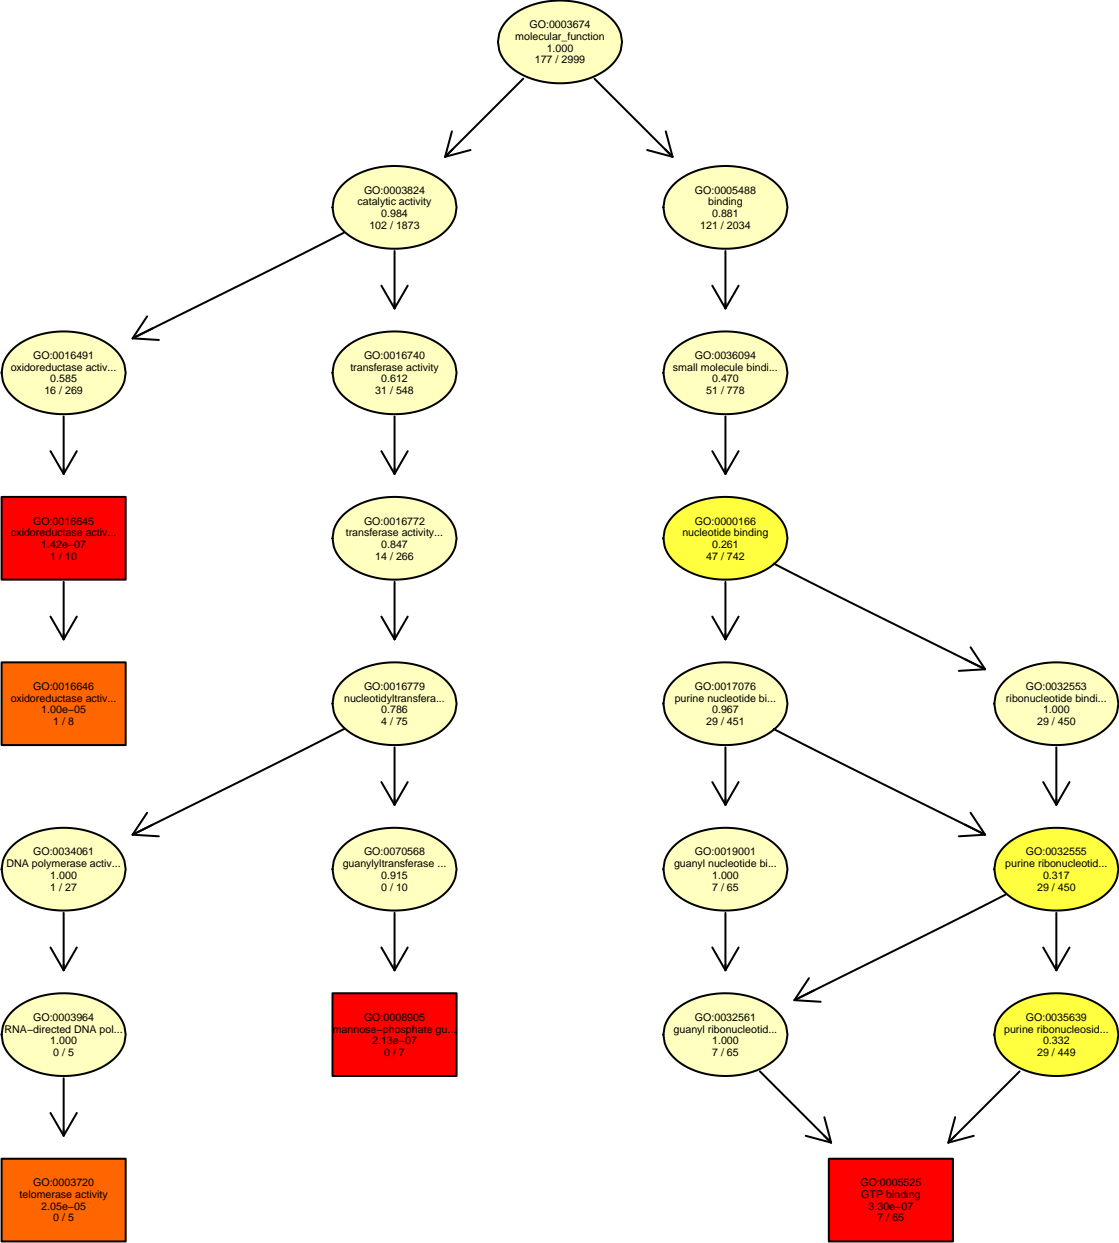 GO:0003674
molecular_function
1.000
177 / 2999
GO:0003824
catalytic activity
0.984
102 / 1873
GO:0005488
binding
0.881
121 / 2034
GO:0016491
oxidoreductase activ...
0.585
16 / 269
GO:0016740
transferase activity
0.612
31 / 548
GO:0036094
small molecule bindi...
0.470
51 / 778
GO:0016645
oxidoreductase activ...
1.42e−07
1 / 10
GO:0016772
transferase activity...
0.847
14 / 266
GO:0000166
nucleotide binding
0.261
47 / 742
GO:0016646
oxidoreductase activ...
1.00e−05
1 / 8
GO:0016779
nucleotidyltransfera...
0.786
4 / 75
GO:0017076
purine nucleotide bi...
0.967
29 / 451
GO:0032553
ribonucleotide bindi...
1.000
29 / 450
GO:0034061
DNA polymerase activ...
1.000
1 / 27
GO:0070568
guanylyltransferase ...
0.915
0 / 10
GO:0019001
guanyl nucleotide bi...
1.000
7 / 65
GO:0032555
purine ribonucleotid...
0.317
29 / 450
GO:0003964
RNA−directed DNA pol...
1.000
0 / 5
GO:0008905
mannose−phosphate gu...
2.13e−07
0 / 7
GO:0032561
guanyl ribonucleotid...
1.000
7 / 65
GO:0035639
purine ribonucleosid...
0.332
29 / 449
GO:0003720
telomerase activity
2.05e−05
0 / 5
GO:0005525
GTP binding
3.30e−07
7 / 65